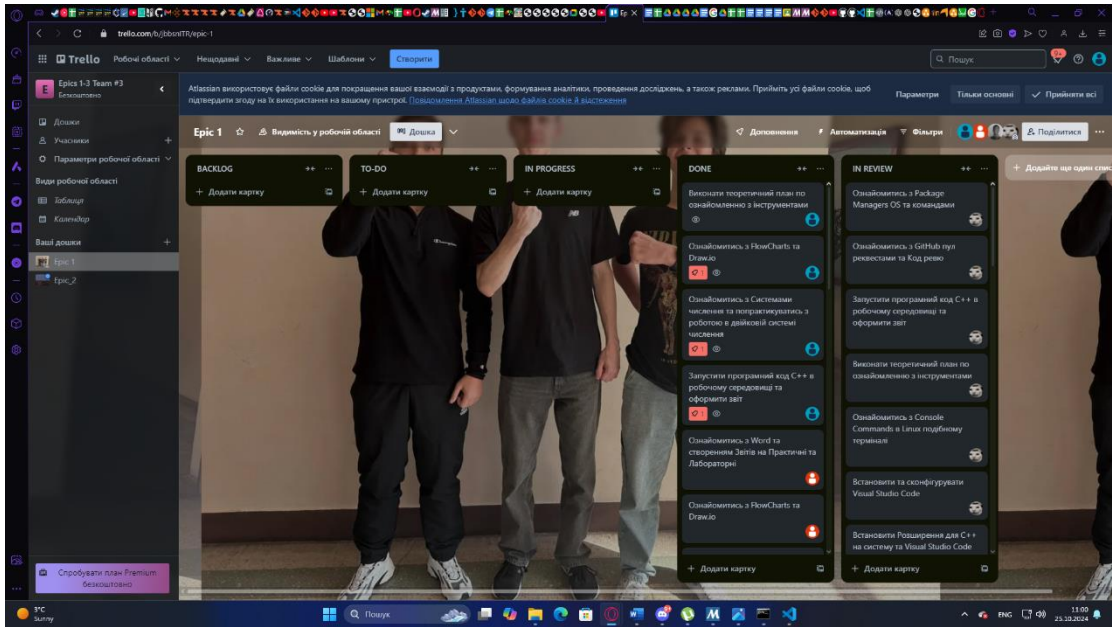 trello.com/b/jbbsnITR/epic-1
Trello
Робочі області
Нещодавні
Важливе
Шаблони
Створити
Пошук
9+
E
Epics 1-3 Team #3
Безкоштовно
Atlassian використовує файли cookie для покращення вашої взаємодії з продуктами, формування аналітики, проведення досліджень, а також реклами. Прийміть усі файли cookie, щоб
підтвердити згоду на їх використання на вашому пристрої. Повідомлення Atlassian щодо файлів cookie й відстеження
Параметри
Тільки основні
Прийняти всі
Дошки
Учасники
Параметри робочої області
Види робочої області
Таблиця
Календар
Ваші дошки
Epic 1
Epic_2
Спробувати план Premium
безкоштовно
Epic 1
Видимість у робочій області
Дошка
Доповнення
Автоматизація
Фільтри
Поділитися
BACKLOG
Додати картку
TO-DO
Додати картку
IN PROGRESS
Додати картку
DONE
Виконати теоретичний план по
ознайомленню з інструментами
Ознайомитись з FlowCharts та
Draw.io
1
Ознайомитись з Системами
числення та попрактикуватись з
роботою в двійковій системі
числення
1
Запустити програмний код C++ в
робочому середовищі та
оформити звіт
1
Ознайомитись з Word та
створенням Звітів на Практичні та
Лабораторні
Ознайомитись з FlowCharts та
Draw.io
Додати картку
IN REVIEW
Ознайомитись з Package
Managers OS та командами
Ознайомитись з GitHub пул
реквестами та Код ревю
Запустити програмний код C++ в
робочому середовищі та
оформити звіт
Виконати теоретичний план по
ознайомленню з інструментами
Ознайомитись з Console
Commands в Linux подібному
терміналі
Встановити та сконфігурувати
Visual Studio Code
Встановити Розширення для C++
на систему та Visual Studio Code
Додати картку
Додайте ще один спис
Champion
3°C
Sunny
Пошук
ENG
11:00
25.10.2024